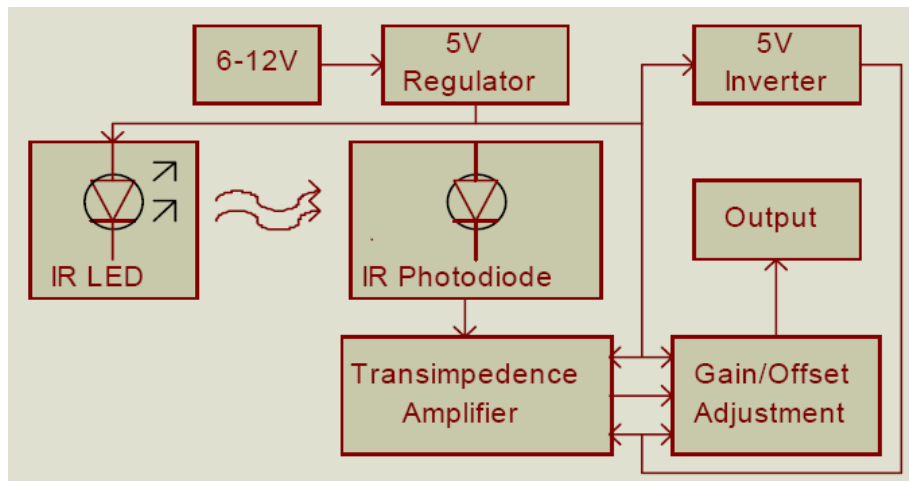 6-12V
5V
Regulator
5V
Inverter
IR LED
IR Photodiode
Output
Transimpedence
Amplifier
Gain/Offset
Adjustment